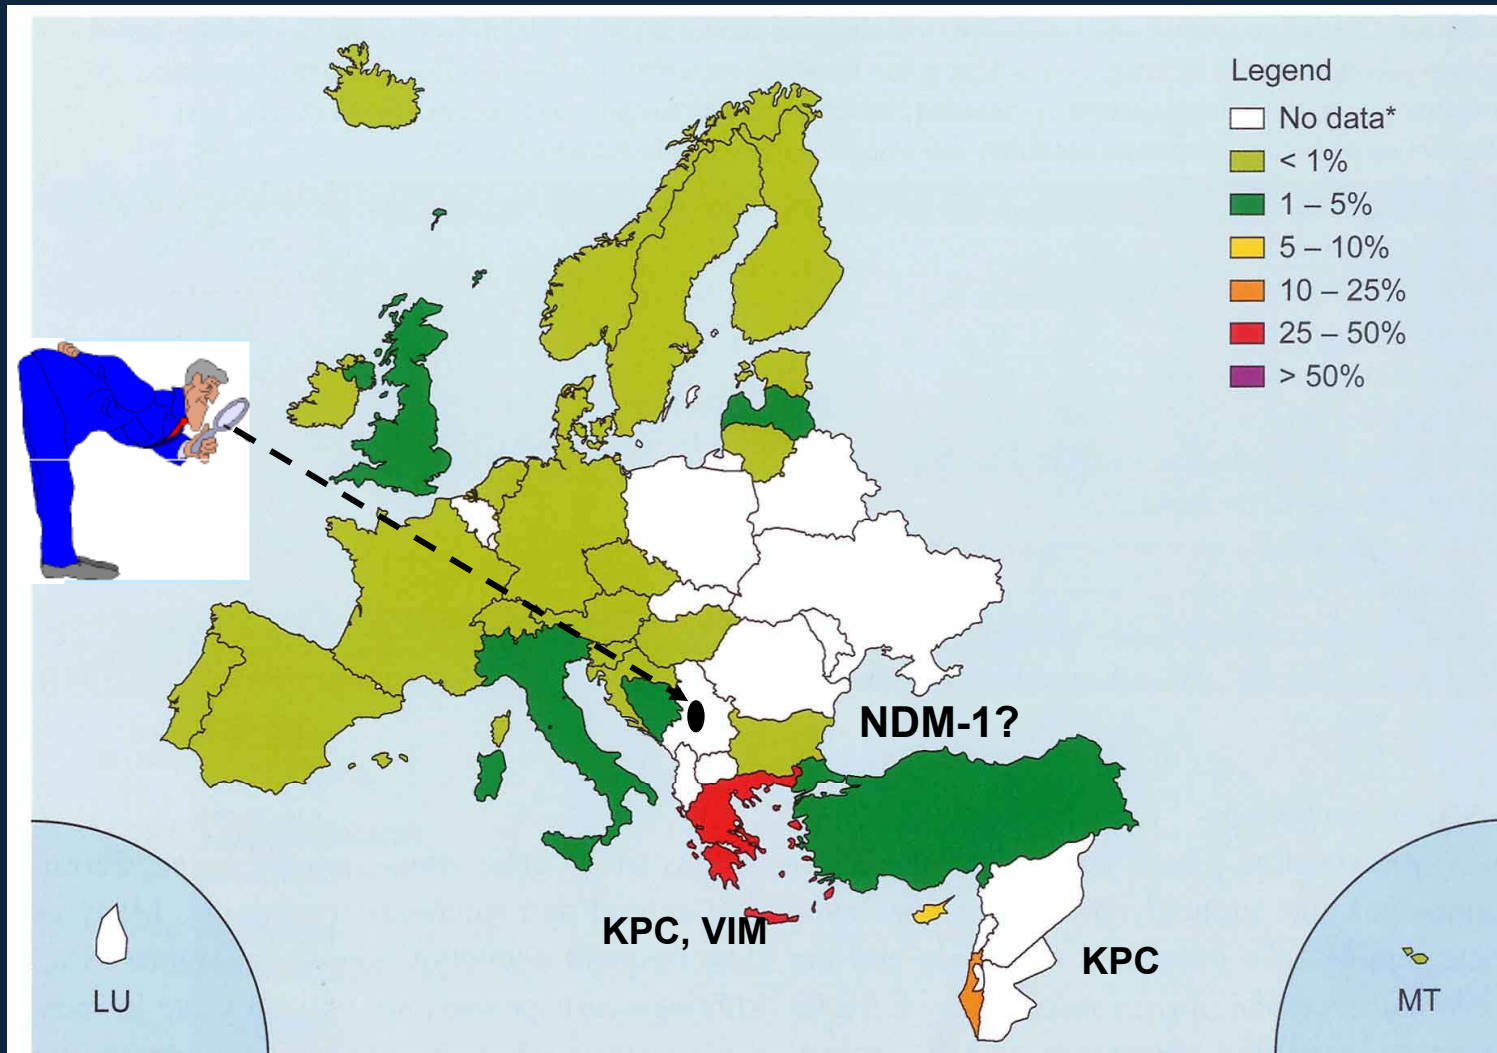 Legend
No data*
< 1%
1 – 5%
5 – 10%
10 – 25%
25 – 50%
> 50%
NDM-1?
KPC, VIM
KPC
LU
MT